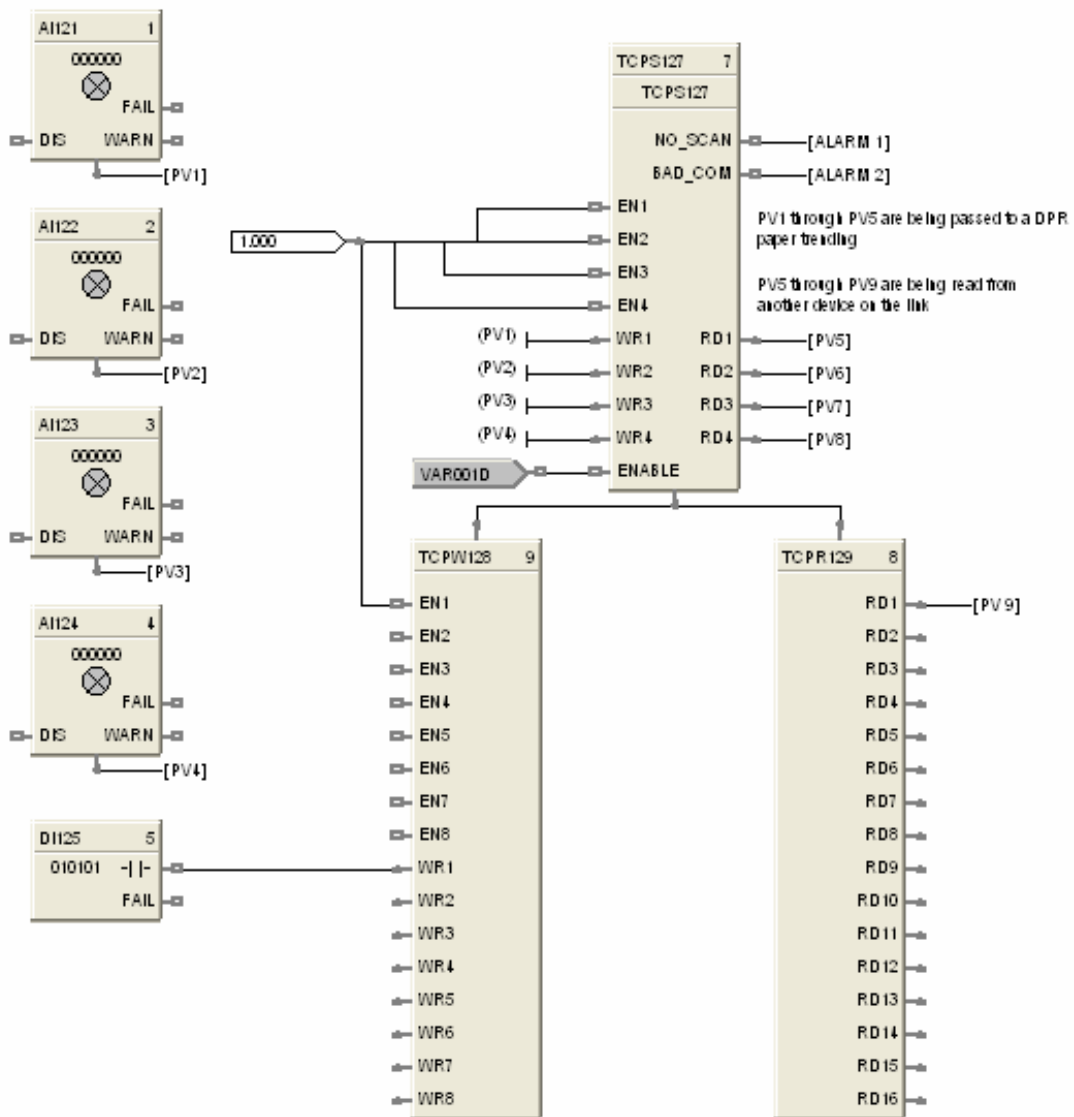 AI121 1
000000
FAIL
DIS WARN
[PV1]
AI122 2
000000
FAIL
DIS WARN
[PV2]
AI123 3
000000
FAIL
DIS WARN
[PV3]
AI124 4
000000
FAIL
DIS WARN
[PV4]
DI125 5
010101 -| |-
FAIL
1.000
TCPS127 7
TCPS127
NO_SCAN [ALARM 1]
BAD_COM [ALARM 2]
EN1
EN2
EN3
EN4
(PV1) WR1 RD1 [PV5]
(PV2) WR2 RD2 [PV6]
(PV3) WR3 RD3 [PV7]
(PV4) WR4 RD4 [PV8]
VAR001D ENABLE
PV1 through PV5 are being passed to a DPR
paper trending
PV5 through PV9 are being read from
another device on the link
TCPW128 9
EN1
EN2
EN3
EN4
EN5
EN6
EN7
EN8
WR1
WR2
WR3
WR4
WR5
WR6
WR7
WR8
TCPR129 8
RD1 [PV9]
RD2
RD3
RD4
RD5
RD6
RD7
RD8
RD9
RD10
RD11
RD12
RD13
RD14
RD15
RD16